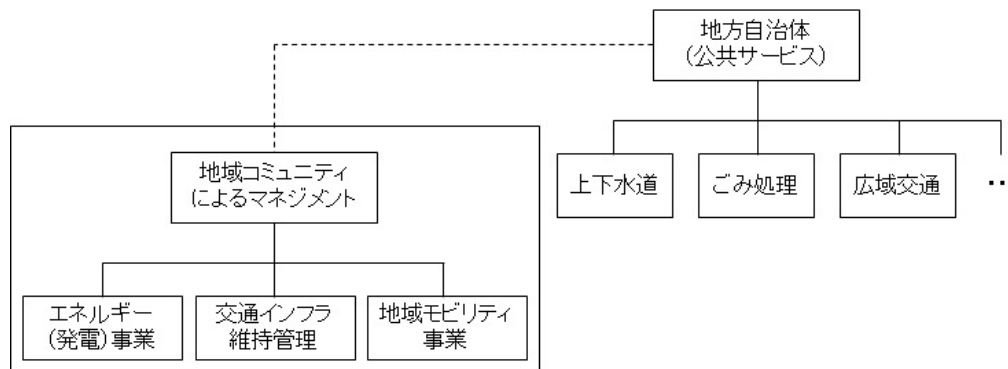 地方自治体
(公共サービス)
地域コミュニティ
によるマネジメント
上下水道
ごみ処理
広域交通
‥
エネルギー
(発電)事業
交通インフラ
維持管理
地域モビリティ
事業